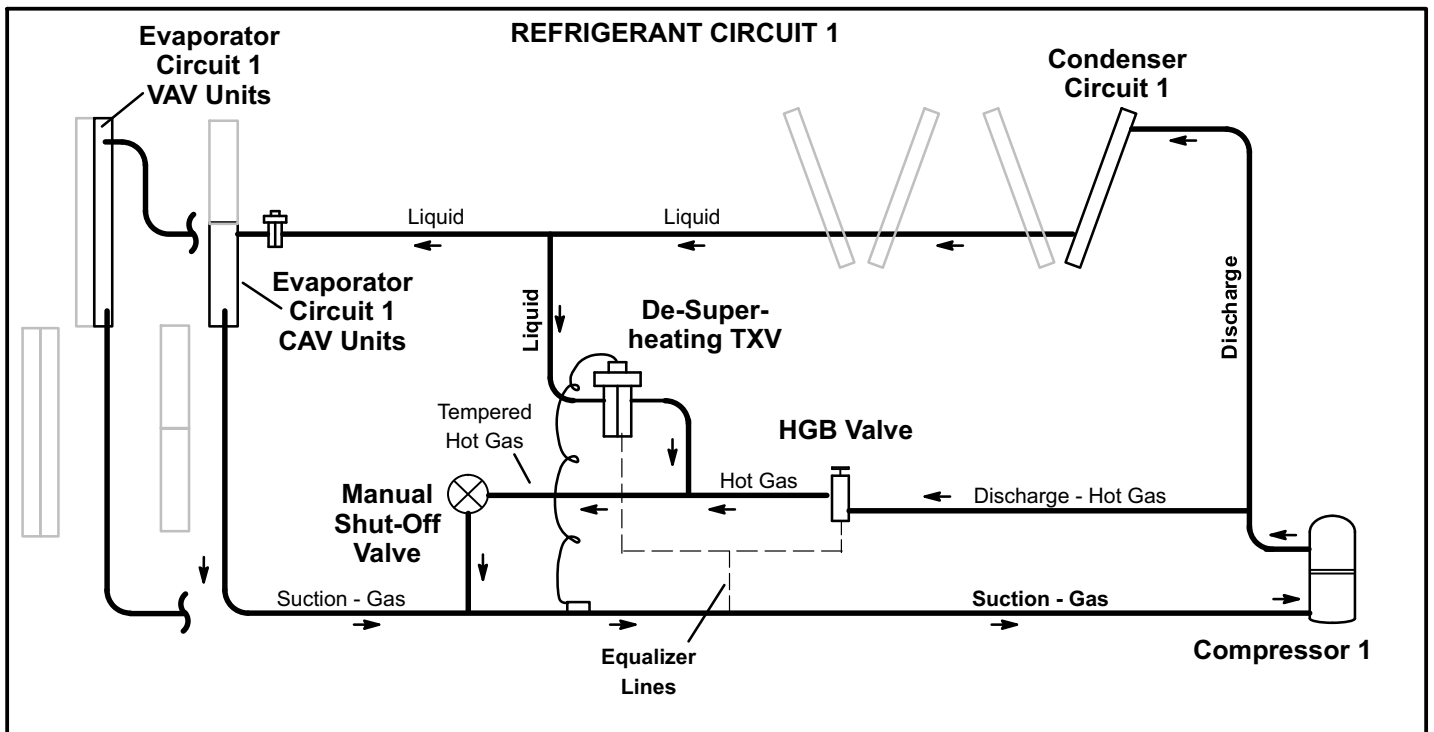 REFRIGERANT CIRCUIT 1
Evaporator
Circuit 1
VAV Units
Condenser
Circuit 1
Liquid
Liquid
Evaporator
Circuit 1
CAV Units
Liquid
De-Super-
heating TXV
Discharge
Tempered
Hot Gas
HGB Valve
Manual
Shut-Off
Valve
Hot Gas
Discharge - Hot Gas
Suction - Gas
Suction - Gas
Equalizer
Lines
Compressor 1